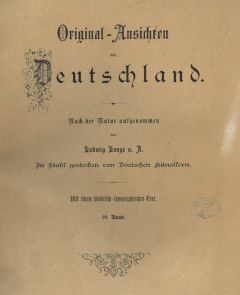 Original-Ansichten
von
Deutschland.
Nach der Natur aufgenommen
von
Ludwig Lange u. A.
In Stahl gestochen von Deutschen Künstlern.
Mit einem historisch-topographischen Text.
Band.